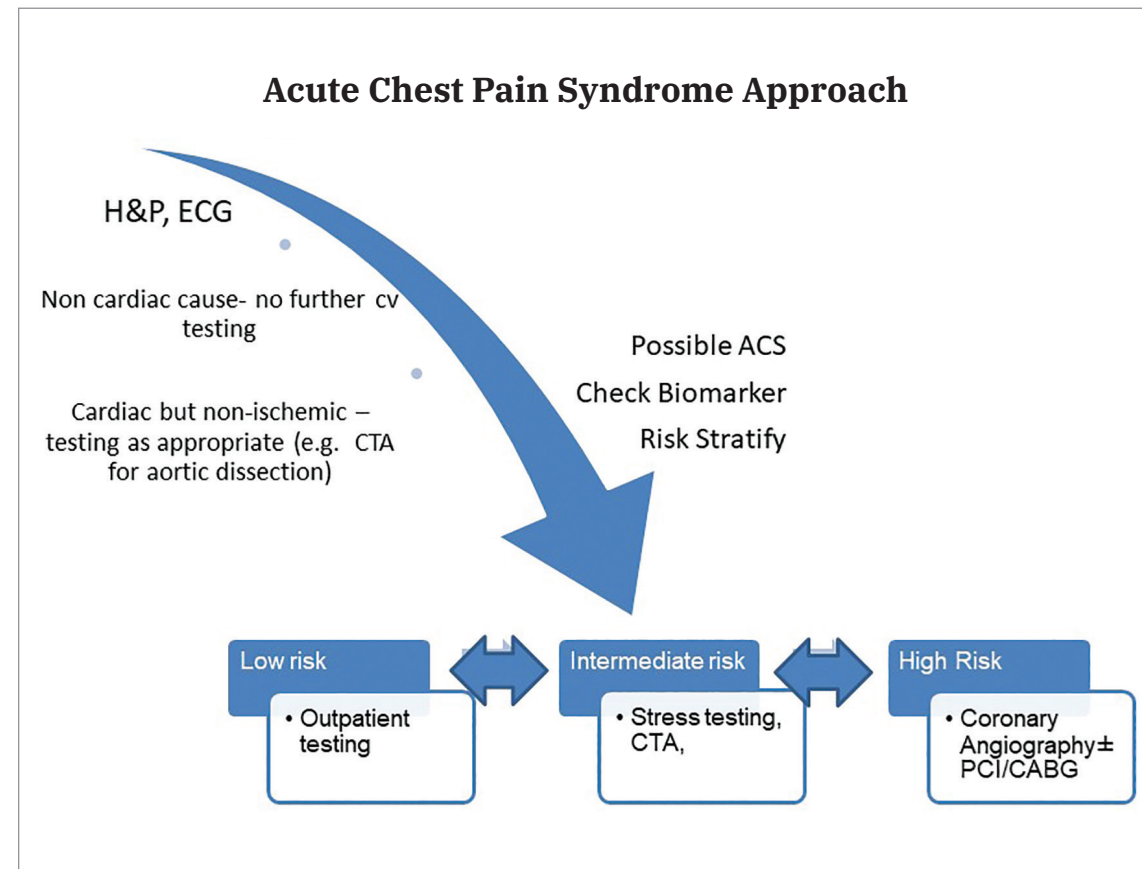 Acute Chest Pain Syndrome Approach
H&P, ECG
Non cardiac cause- no further cv
testing
Cardiac but non-ischemic –
testing as appropriate (e.g. CTA
for aortic dissection)
Possible ACS
Check Biomarker
Risk Stratify
Low risk
• Outpatient
testing
Intermediate risk
• Stress testing,
CTA,
High Risk
• Coronary
Angiography±
PCI/CABG